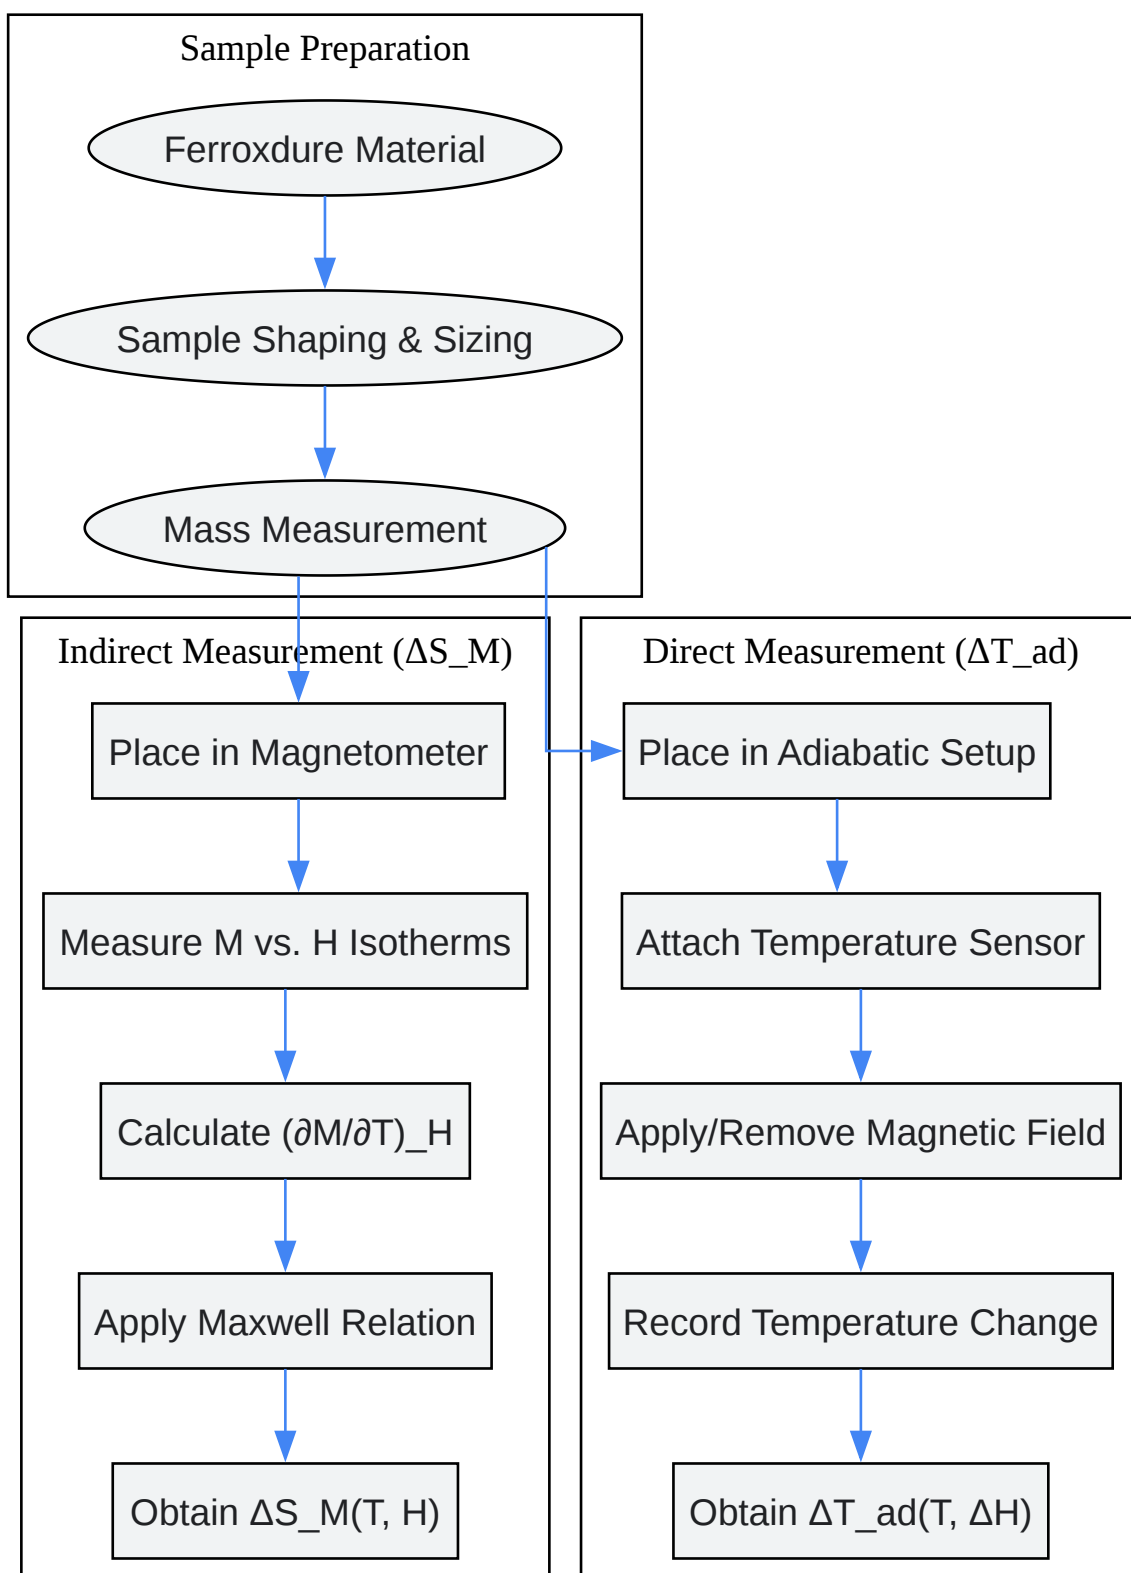 Sample Preparation
Ferroxdure Material
Sample Shaping & Sizing
Mass Measurement
Indirect Measurement (ΔS_M)
Place in Magnetometer
Measure M vs. H Isotherms
Calculate (∂M/∂T)_H
Apply Maxwell Relation
Obtain ΔS_M(T, H)
Direct Measurement (ΔT_ad)
Place in Adiabatic Setup
Attach Temperature Sensor
Apply/Remove Magnetic Field
Record Temperature Change
Obtain ΔT_ad(T, ΔH)